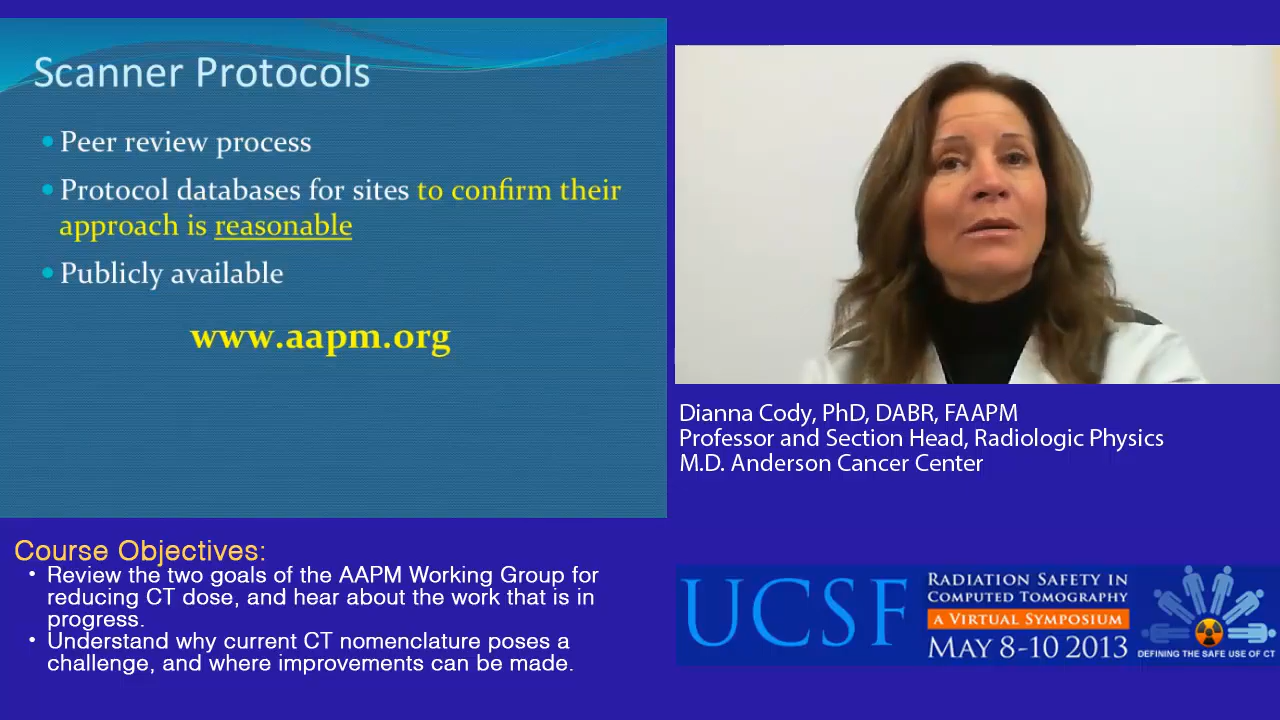 Scanner Protocols
• Peer review process
• Protocol databases for sites to confirm their
approach is reasonable
• Publicly available
www.aapm.org
Dianna Cody, PhD, DABR, FAAPM
Professor and Section Head, Radiologic Physics
M.D. Anderson Cancer Center
Course Objectives:
• Review the two goals of the AAPM Working Group for
reducing CT dose, and hear about the work that is in
progress.
• Understand why current CT nomenclature poses a
challenge, and where improvements can be made.
UCSF
RADIATION SAFETY IN
COMPUTED TOMOGRAPHY
A VIRTUAL SYMPOSIUM
MAY 8-10 2013
DEFINING THE SAFE USE OF CT